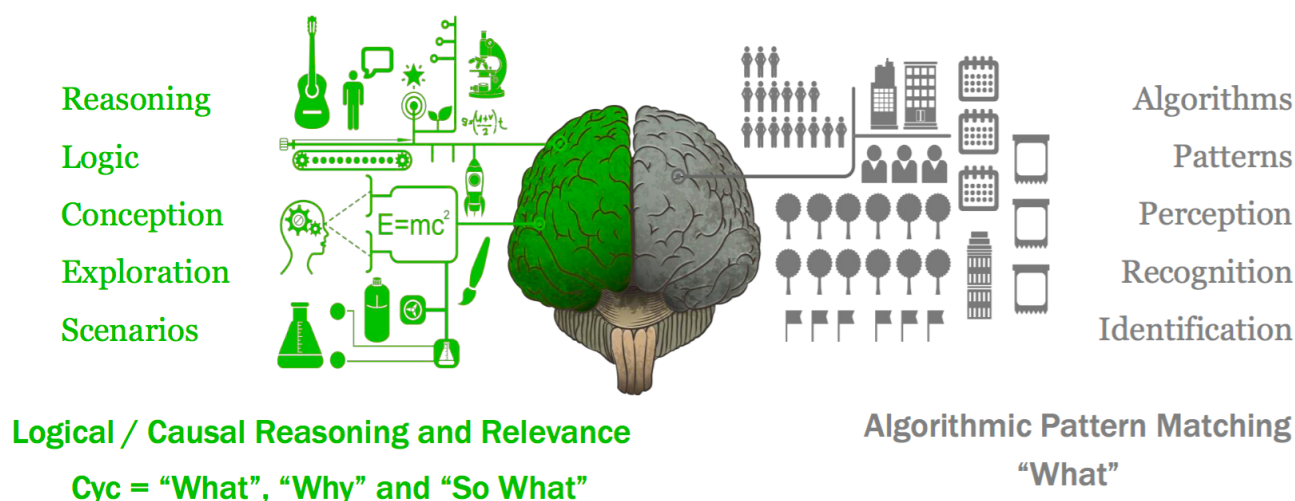 Reasoning
Logic
Conception
Exploration
Scenarios
E=mc²
Algorithms
Patterns
Perception
Recognition
Identification
Logical / Causal Reasoning and Relevance
Cyc = “What”, “Why” and “So What”
Algorithmic Pattern Matching
“What”